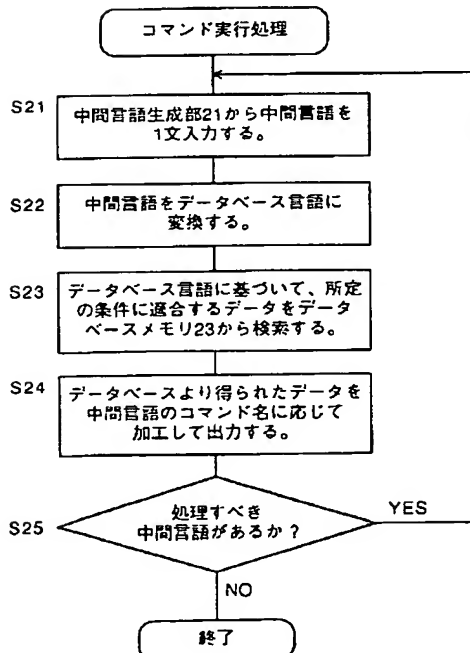 コマンド実行処理
S21
中間言語生成部21から中間言語を
1文入力する。
S22
中間言語をデータベース言語に
変換する。
S23
データベース言語に基づいて、所定
の条件に適合するデータをデータ
ベースメモリ23から検索する。
S24
データベースより得られたデータを
中間言語のコマンド名に応じて
加工して出力する。
S25
処理すべき
中間言語があるか?
YES
NO
終了